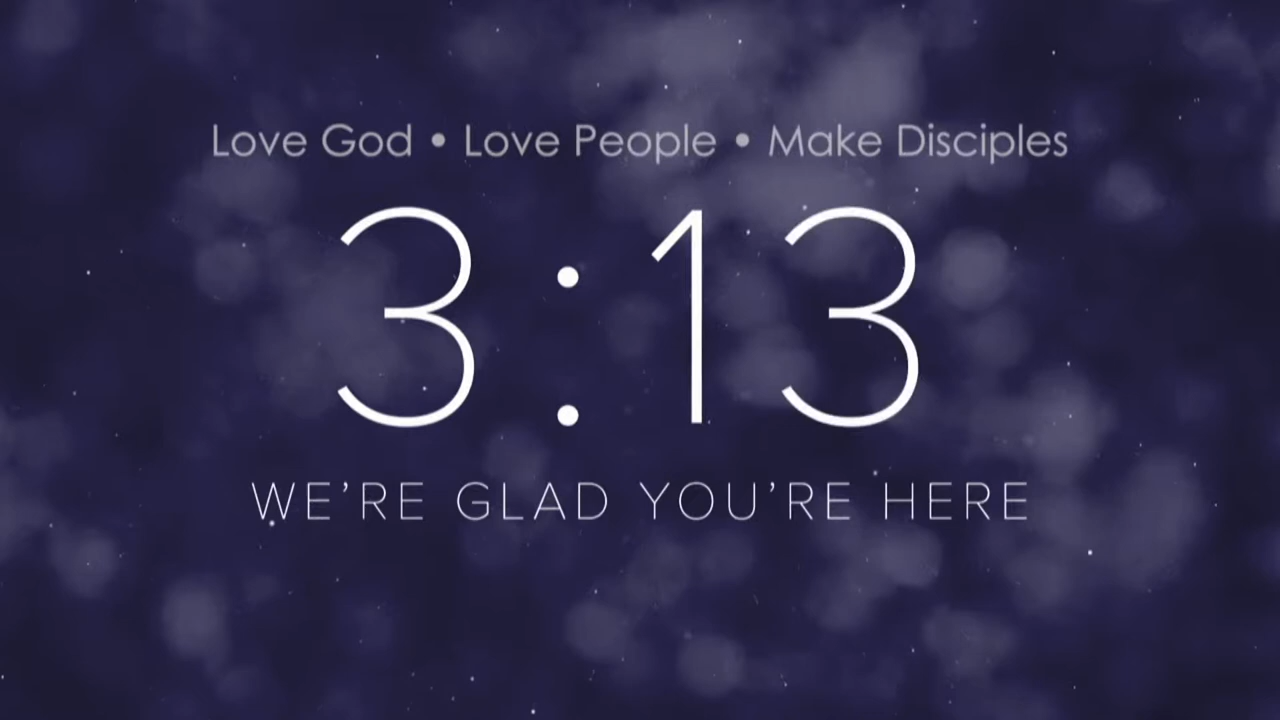 Love God • Love People • Make Disciples
3:13
WE’RE GLAD YOU’RE HERE